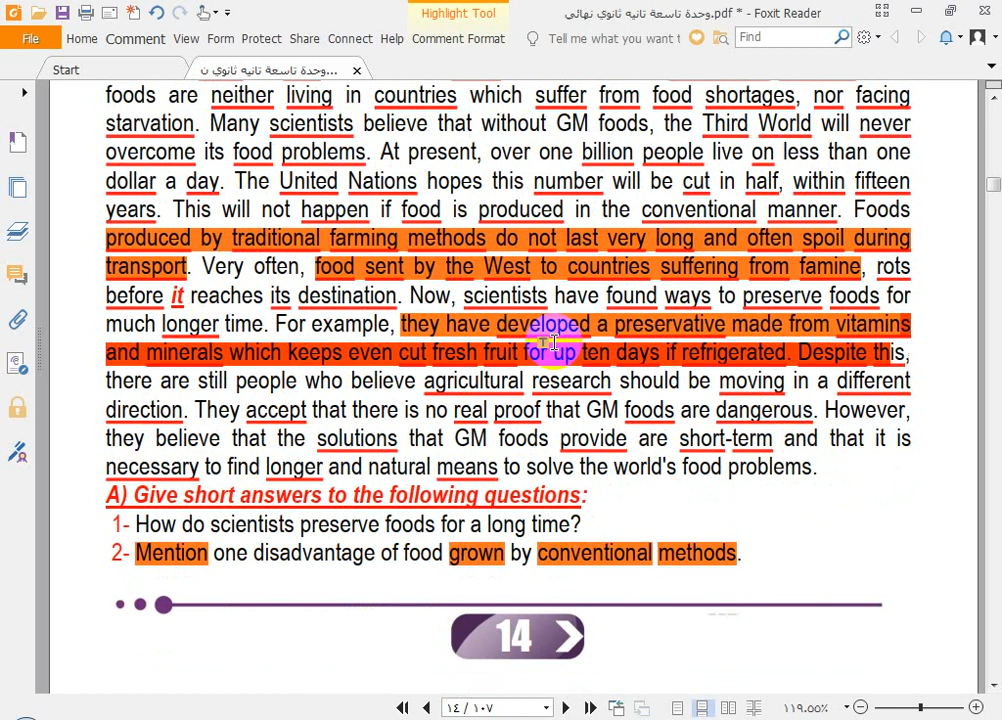 Highlight Tool
وحدة تاسعة تانيه ثانوي نهائي.pdf * - Foxit Reader
File Home Comment View Form Protect Share Connect Help Comment Format Tell me what you want t Find
Start وحدة تاسعة تانيه ثانوي ن...
foods are neither living in countries which suffer from food shortages, nor facing
starvation. Many scientists believe that without GM foods, the Third World will never
overcome its food problems. At present, over one billion people live on less than one
dollar a day. The United Nations hopes this number will be cut in half, within fifteen
years. This will not happen if food is produced in the conventional manner. Foods
produced by traditional farming methods do not last very long and often spoil during
transport. Very often, food sent by the West to countries suffering from famine, rots
before it reaches its destination. Now, scientists have found ways to preserve foods for
much longer time. For example, they have developed a preservative made from vitamins
and minerals which keeps even cut fresh fruit for up ten days if refrigerated. Despite this,
there are still people who believe agricultural research should be moving in a different
direction. They accept that there is no real proof that GM foods are dangerous. However,
they believe that the solutions that GM foods provide are short-term and that it is
necessary to find longer and natural means to solve the world's food problems.
A) Give short answers to the following questions:
1- How do scientists preserve foods for a long time?
2- Mention one disadvantage of food grown by conventional methods.
14
١٤ / ١٠٧ ١١٩.٥٥%